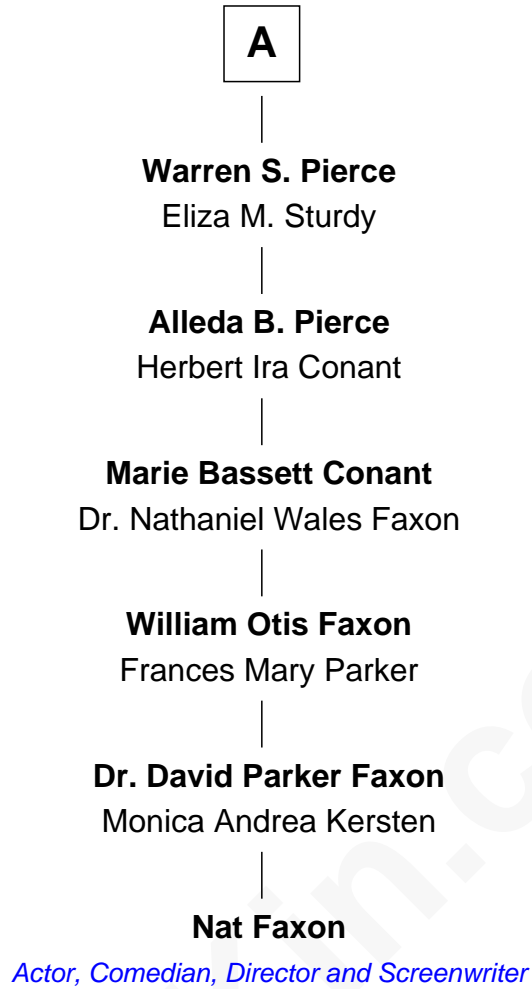 A
Warren S. Pierce
Eliza M. Sturdy
Alleda B. Pierce
Herbert Ira Conant
Marie Bassett Conant
Dr. Nathaniel Wales Faxon
William Otis Faxon
Frances Mary Parker
Dr. David Parker Faxon
Monica Andrea Kersten
Nat Faxon
Actor, Comedian, Director and Screenwriter